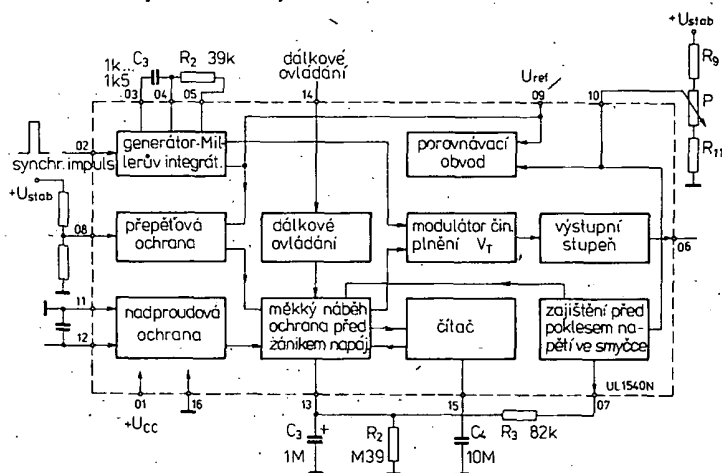 +Ustab
R9
P
R11
C3
1k...
1k5
R2 39k
dálkové
ovládání
Uref
03
04
05
14
09
10
02
synchr. impuls
generátor-Mil-
lerův integrát.
porovnávací
obvod
+Ustab
08
přepěťová
ochrana
dálkové
ovládání
modulátor čin.
plnění VT
výstupní
stupeň
06
11
12
nadproudová
ochrana
měkký náběh
ochrana před
zánikem napáj.
čítač
zajištění před
poklesem na-
pětí ve smyčce
UL1540N
01
16
13
15
07
+UCC
C3
+
1M
R2
M39
C4
10M
R3
82k